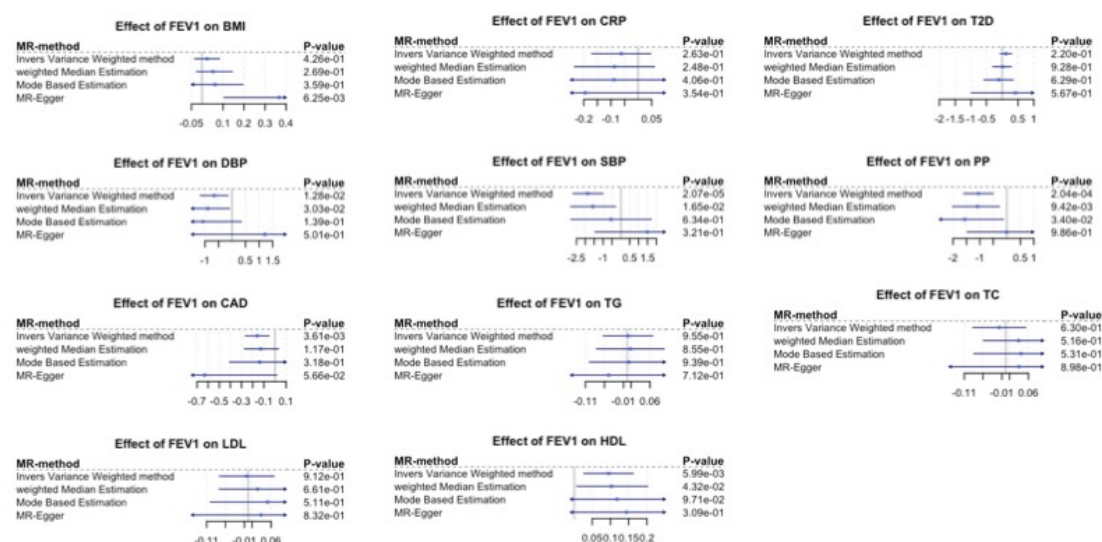 Effect of FEV1 on BMI
MR-method P-value
Invers Variance Weighted method 4.26e-01
weighted Median Estimation 2.69e-01
Mode Based Estimation 3.59e-01
MR-Egger 6.25e-03
-0.05 0.1 0.2 0.3 0.4
Effect of FEV1 on CRP
MR-method P-value
Invers Variance Weighted method 2.63e-01
weighted Median Estimation 2.48e-01
Mode Based Estimation 4.06e-01
MR-Egger 3.54e-01
-0.2 -0.1 0.05
Effect of FEV1 on T2D
MR-method P-value
Invers Variance Weighted method 2.20e-01
weighted Median Estimation 9.28e-01
Mode Based Estimation 6.29e-01
MR-Egger 5.67e-01
-2 -1.5 -1 -0.5 0.5 1
Effect of FEV1 on DBP
MR-method P-value
Invers Variance Weighted method 1.28e-02
weighted Median Estimation 3.03e-02
Mode Based Estimation 1.39e-01
MR-Egger 5.01e-01
-1 0.5 1 1.5
Effect of FEV1 on SBP
MR-method P-value
Invers Variance Weighted method 2.07e-05
weighted Median Estimation 1.65e-02
Mode Based Estimation 6.34e-01
MR-Egger 3.21e-01
-2.5 -1 0.5 1.5
Effect of FEV1 on PP
MR-method P-value
Invers Variance Weighted method 2.04e-04
weighted Median Estimation 9.42e-03
Mode Based Estimation 3.40e-02
MR-Egger 9.86e-01
-2 -1 0.5 1
Effect of FEV1 on CAD
MR-method P-value
Invers Variance Weighted method 3.61e-03
weighted Median Estimation 1.17e-01
Mode Based Estimation 3.18e-01
MR-Egger 5.66e-02
-0.7 -0.5 -0.3 -0.1 0.1
Effect of FEV1 on TG
MR-method P-value
Invers Variance Weighted method 9.55e-01
weighted Median Estimation 8.55e-01
Mode Based Estimation 9.39e-01
MR-Egger 7.12e-01
-0.11 -0.01 0.06
Effect of FEV1 on TC
MR-method P-value
Invers Variance Weighted method 6.30e-01
weighted Median Estimation 5.16e-01
Mode Based Estimation 5.31e-01
MR-Egger 8.98e-01
-0.11 -0.01 0.06
Effect of FEV1 on LDL
MR-method P-value
Invers Variance Weighted method 9.12e-01
weighted Median Estimation 6.61e-01
Mode Based Estimation 5.11e-01
MR-Egger 8.32e-01
-0.11 -0.01 0.06
Effect of FEV1 on HDL
MR-method P-value
Invers Variance Weighted method 5.99e-03
weighted Median Estimation 4.32e-02
Mode Based Estimation 9.71e-02
MR-Egger 3.09e-01
0.05 0.1 0.15 0.2